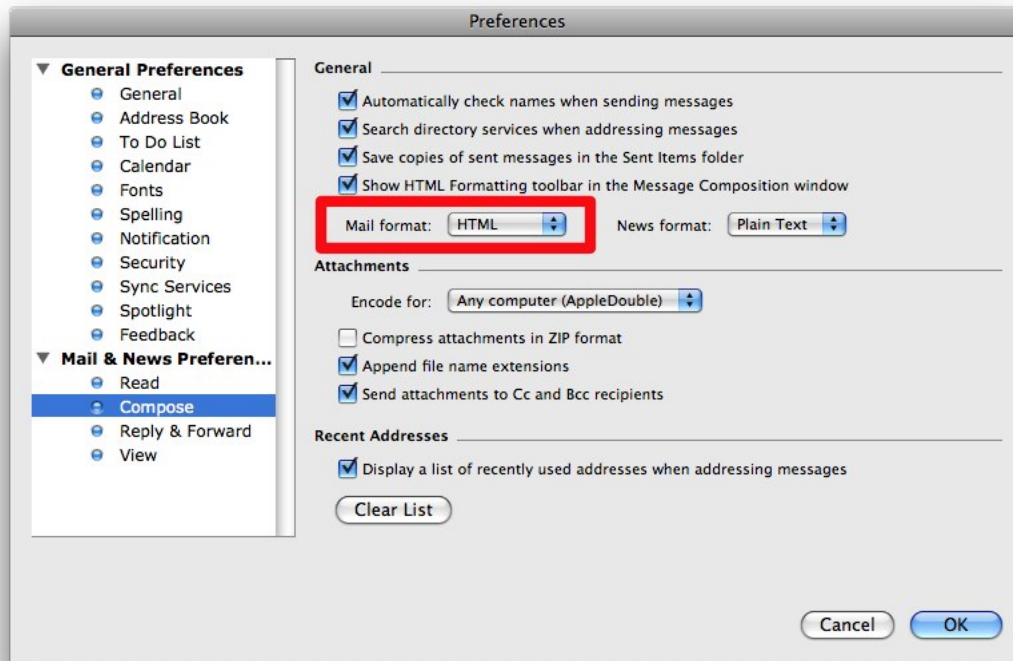 Preferences
General Preferences
General
Address Book
To Do List
Calendar
Fonts
Spelling
Notification
Security
Sync Services
Spotlight
Feedback
Mail & News Preferen...
Read
Compose
Reply & Forward
View
General
Automatically check names when sending messages
Search directory services when addressing messages
Save copies of sent messages in the Sent Items folder
Show HTML Formatting toolbar in the Message Composition window
Mail format: HTML News format: Plain Text
Attachments
Encode for: Any computer (AppleDouble)
Compress attachments in ZIP format
Append file name extensions
Send attachments to Cc and Bcc recipients
Recent Addresses
Display a list of recently used addresses when addressing messages
Clear List
Cancel OK